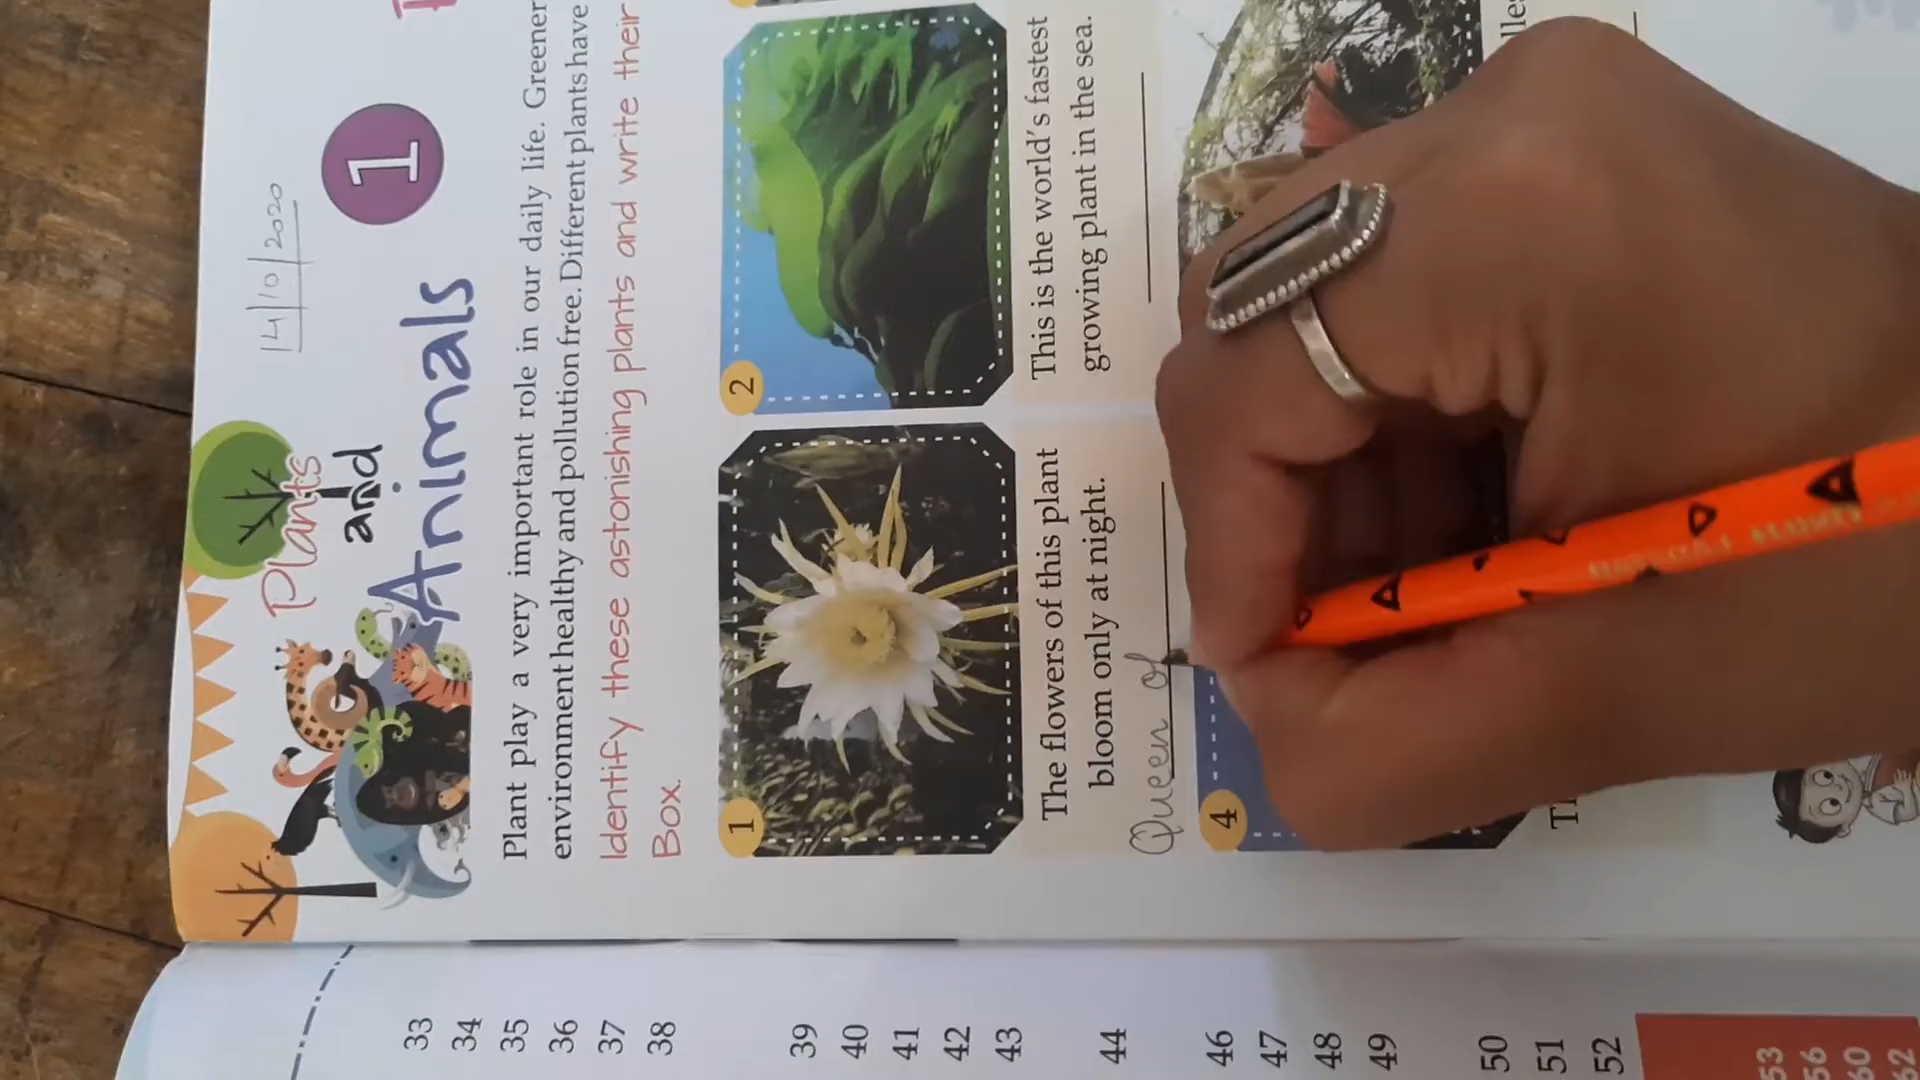 14/10/2020
Plants
and
Animals
1
Plant play a very important role in our daily life. Greener
environment healthy and pollution free. Different plants have
Identify these astonishing plants and write their
Box.
1
The flowers of this plant
bloom only at night.
Queen of
2
This is the world's fastest
growing plant in the sea.
4
33
34
35
36
37
38
39
40
41
42
43
44
46
47
48
49
50
51
52
53
56
60
62